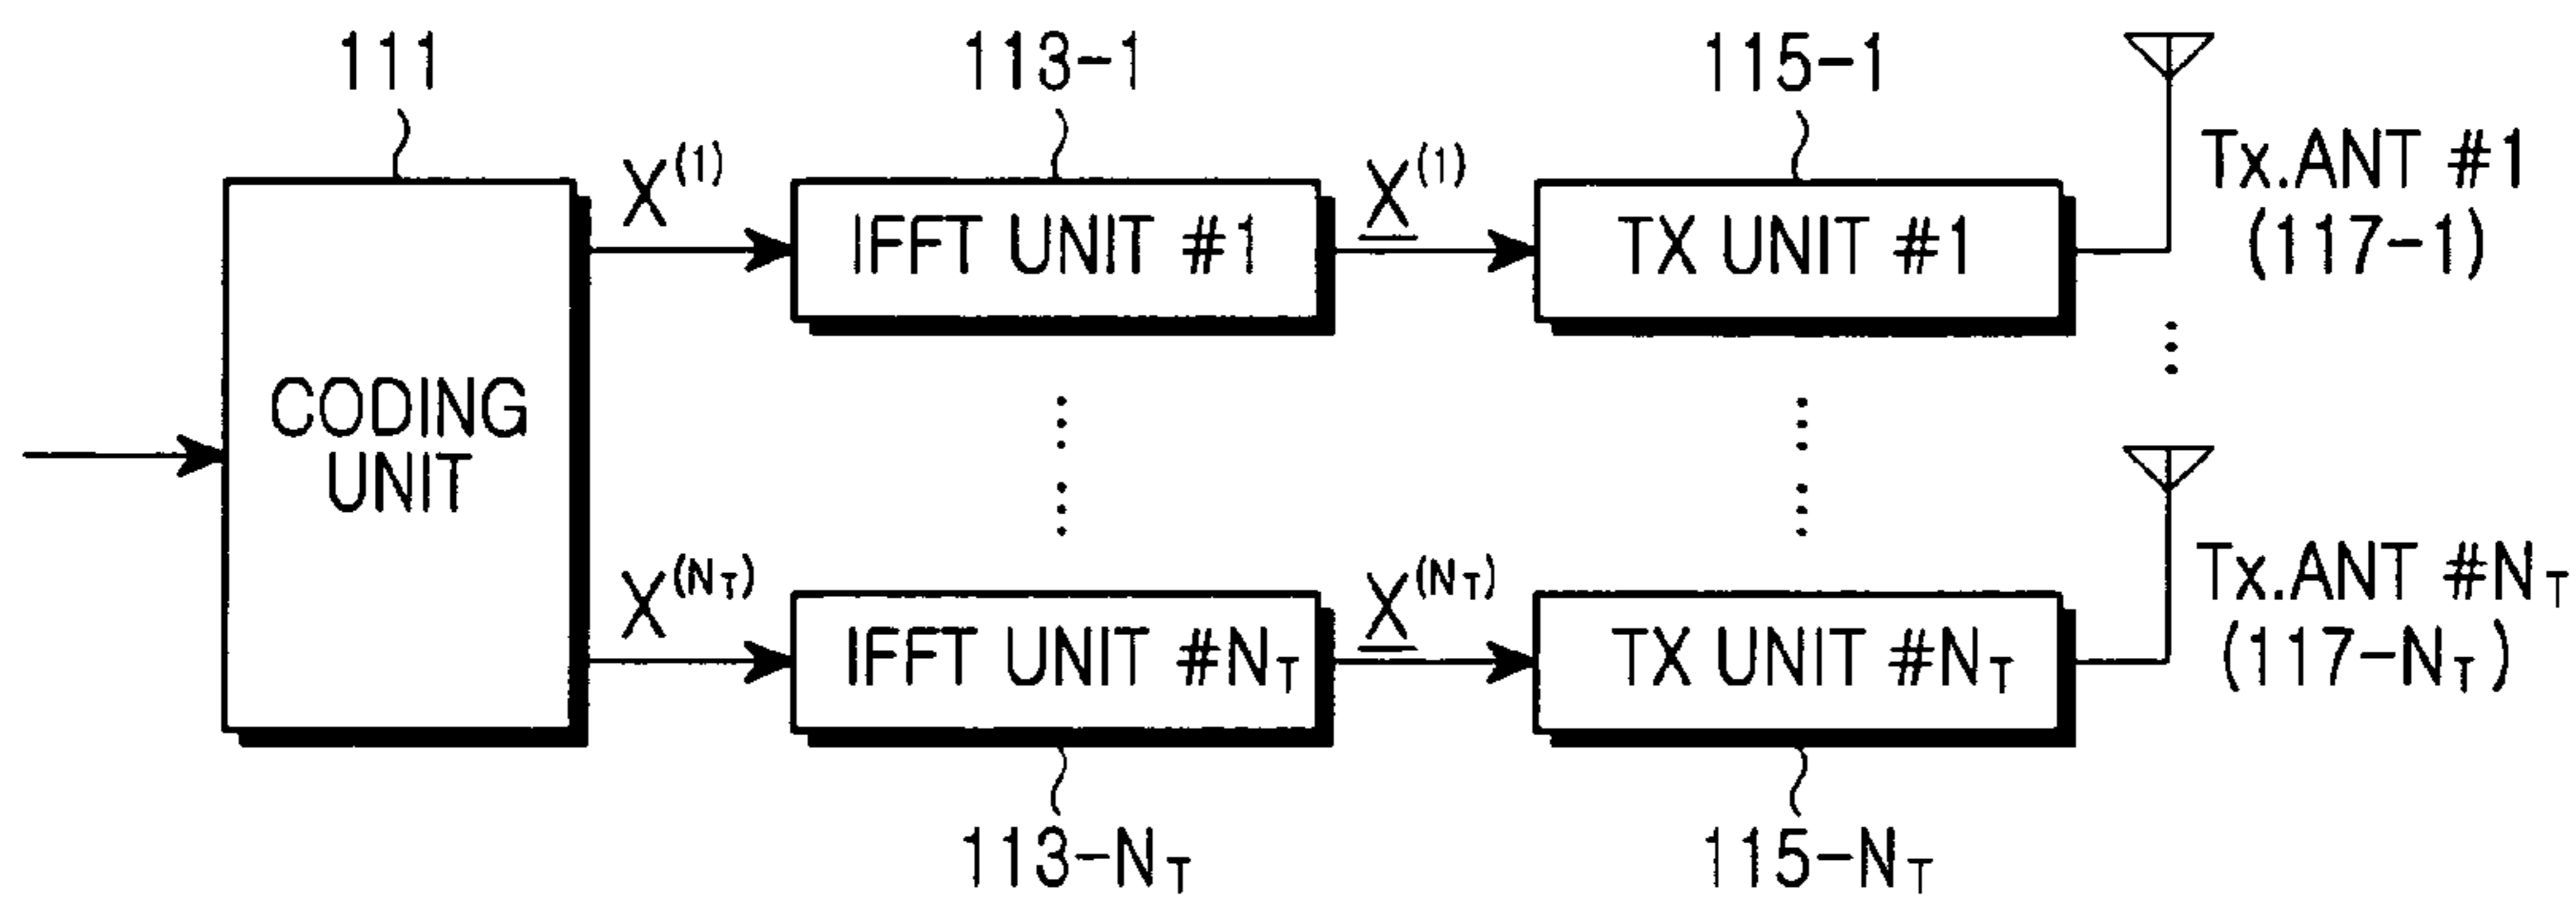 111
113-1
115-1
X^(1)
X^(1)
Tx.ANT #1
(117-1)
IFFT UNIT #1
TX UNIT #1
CODING
UNIT
X^(N_T)
X^(N_T)
Tx.ANT #N_T
(117-N_T)
IFFT UNIT #N_T
TX UNIT #N_T
113-N_T
115-N_T